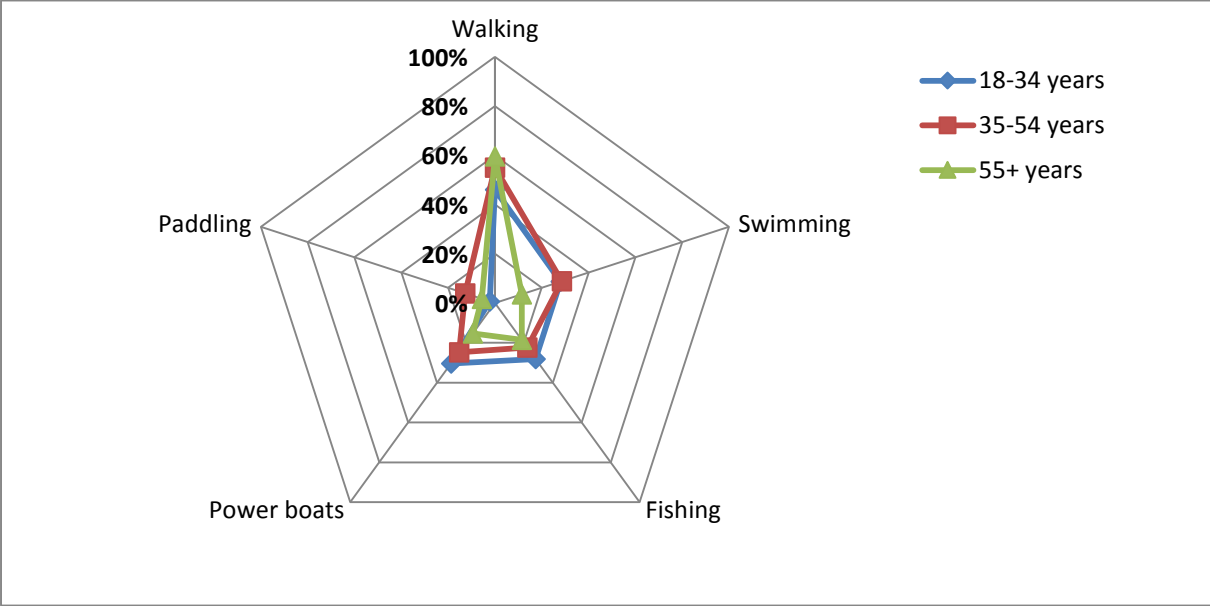 Walking
100%
80%
60%
40%
20%
0%
Swimming
Fishing
Power boats
Paddling
18-34 years
35-54 years
55+ years